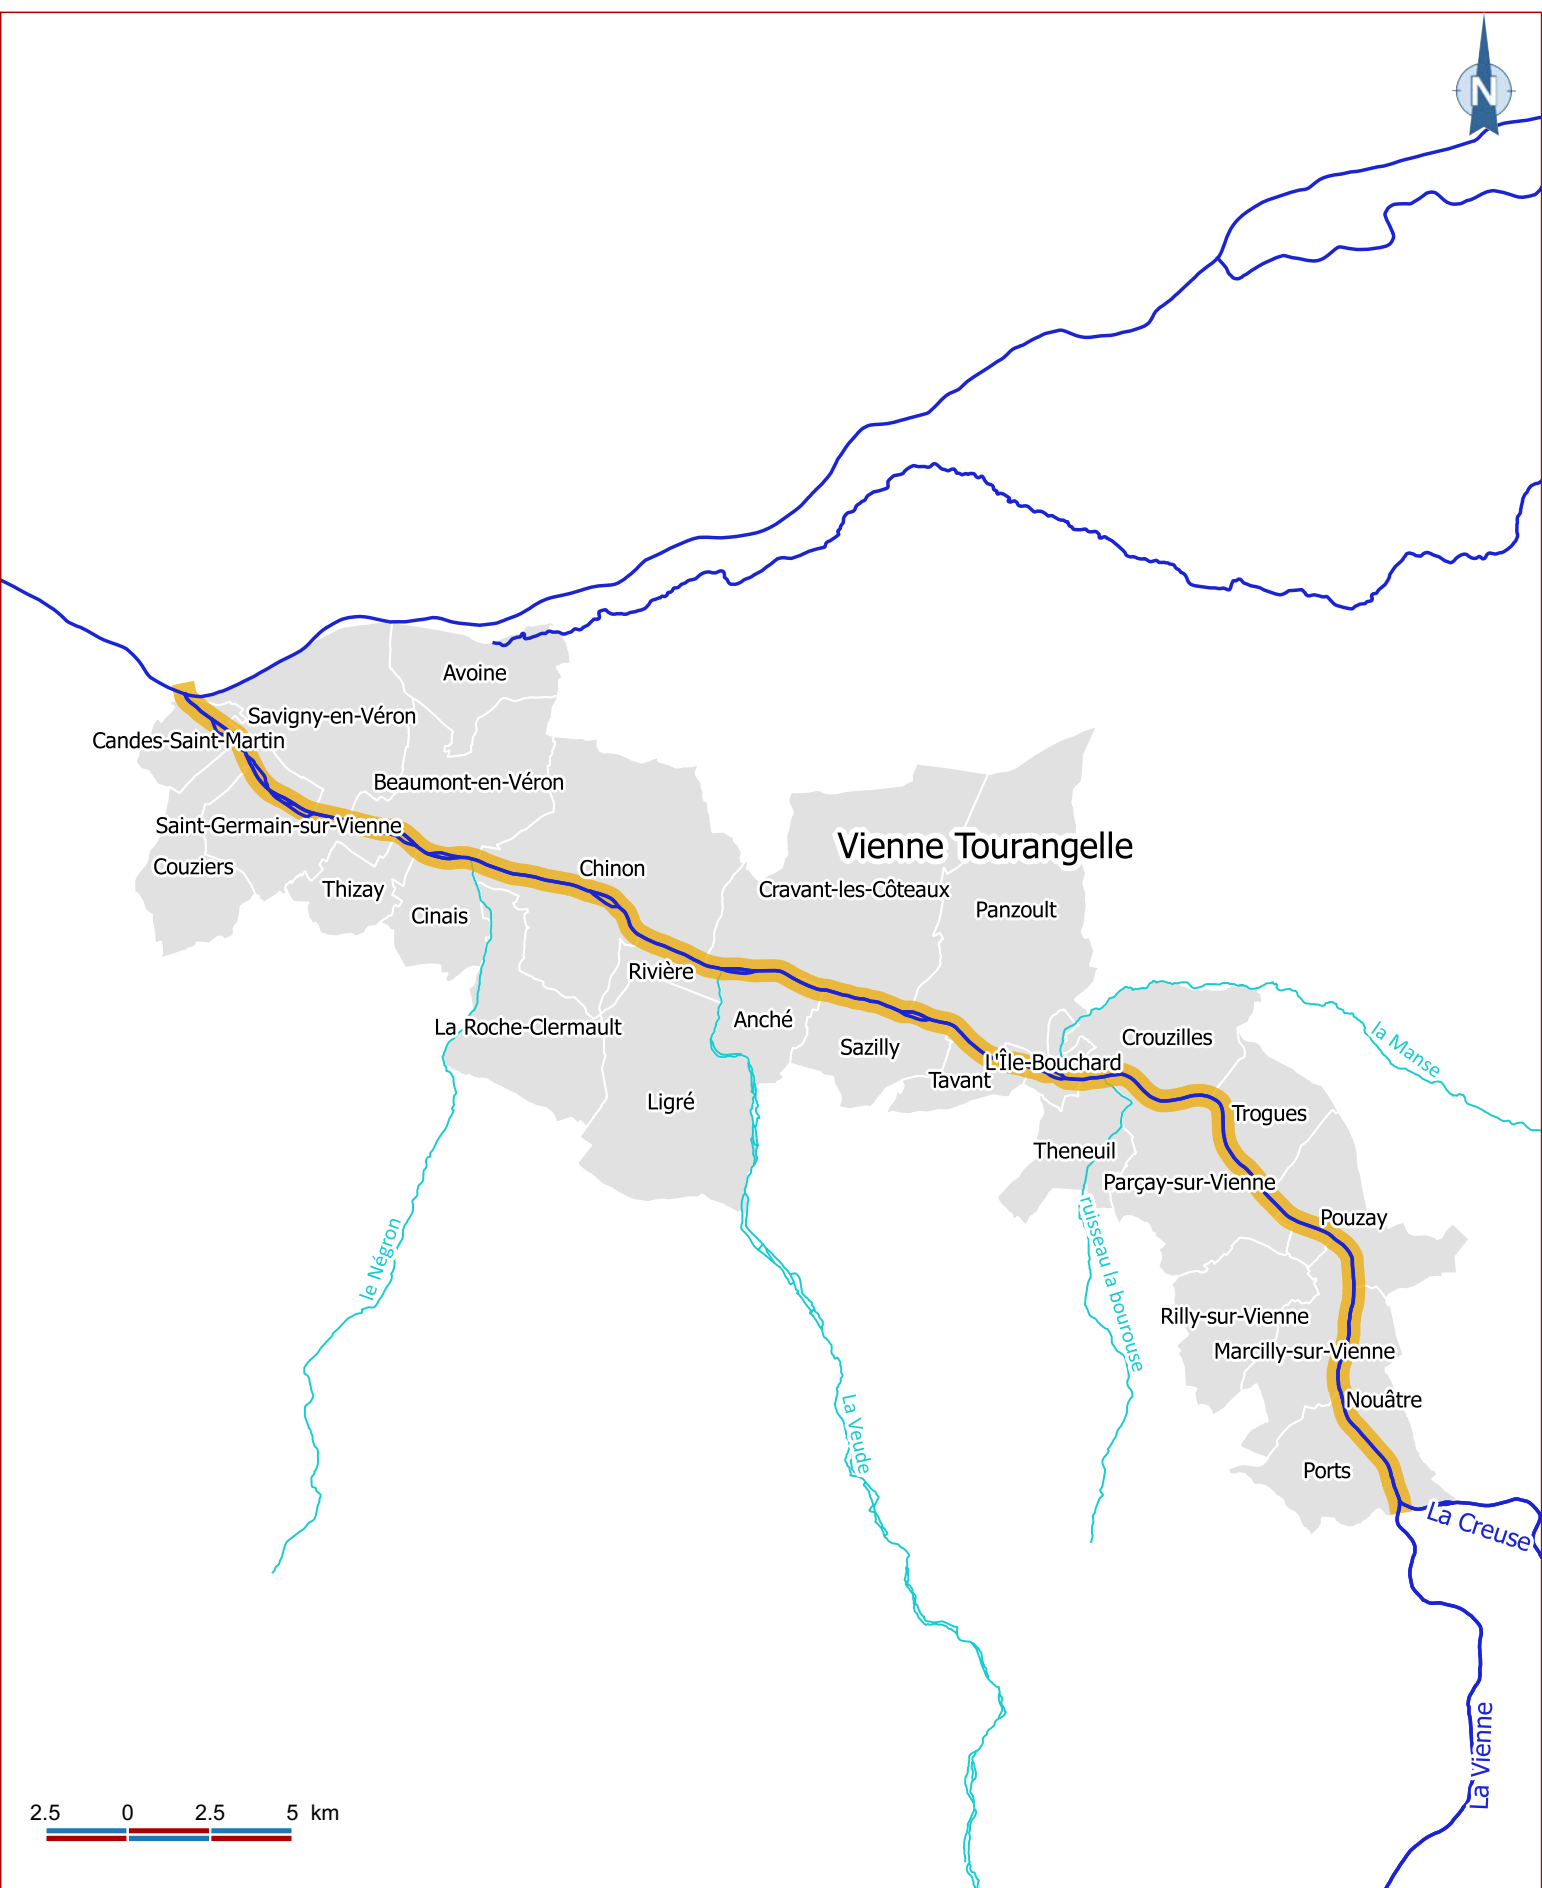 N
Avoine
Savigny-en-Véron
Candes-Saint-Martin
Beaumont-en-Véron
Saint-Germain-sur-Vienne
Vienne Tourangelle
Couziers
Chinon
Thizay
Cravant-les-Côteaux
Cinais
Panzoult
Rivière
La Roche-Clermault
Anché
Sazilly
Crouzilles
la Manse
L'Île-Bouchard
Tavant
Ligré
Trogues
Theneuil
Parçay-sur-Vienne
Pouzay
le Négron
ruisseau la bourouse
Rilly-sur-Vienne
Marcilly-sur-Vienne
Nouâtre
La Veude
Ports
La Creuse
La Vienne
2.5 0 2.5 5 km